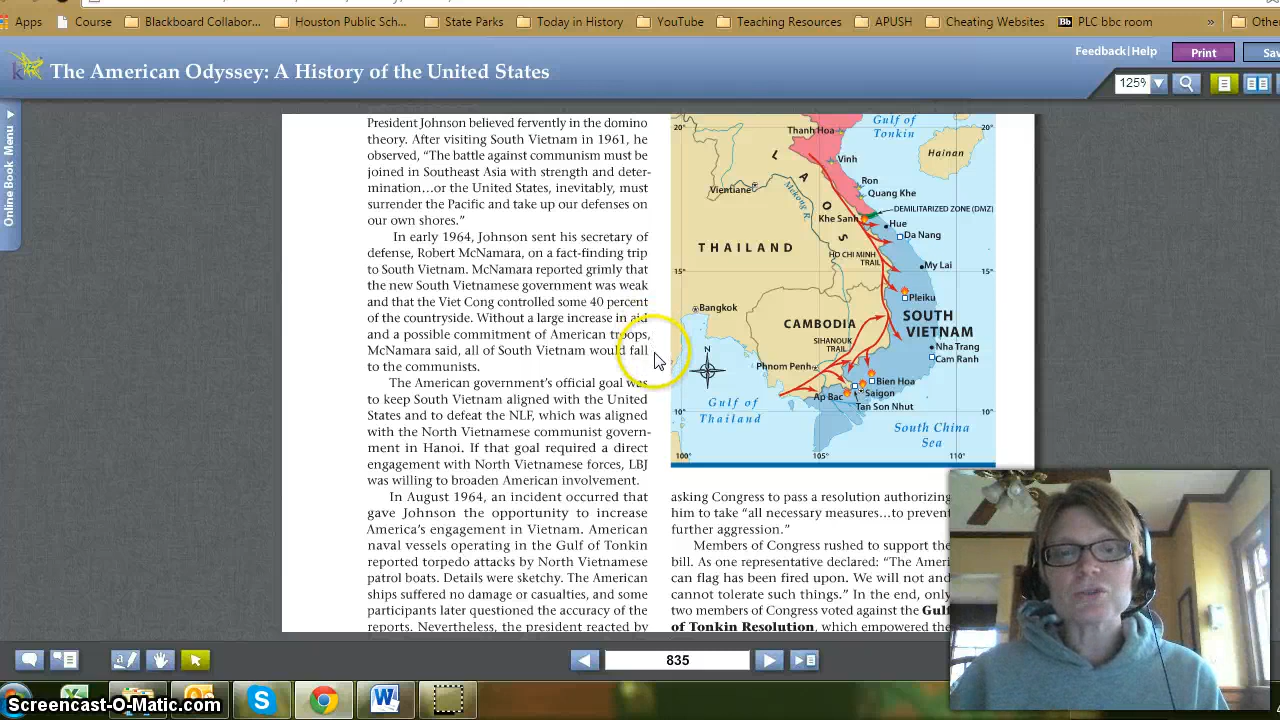 Apps Course Blackboard Collabor... Houston Public Sch... State Parks Today in History YouTube Teaching Resources APUSH Cheating Websites Bb PLC bbc room » Other
Feedback|Help Print Sav
The American Odyssey: A History of the United States
125%
Online Book Menu
President Johnson believed fervently in the domino
theory. After visiting South Vietnam in 1961, he
observed, “The battle against communism must be
joined in Southeast Asia with strength and deter-
mination…or the United States, inevitably, must
surrender the Pacific and take up our defenses on
our own shores.”
In early 1964, Johnson sent his secretary of
defense, Robert McNamara, on a fact-finding trip
to South Vietnam. McNamara reported grimly that
the new South Vietnamese government was weak
and that the Viet Cong controlled some 40 percent
of the countryside. Without a large increase in aid
and a possible commitment of American troops,
McNamara said, all of South Vietnam would fall
to the communists.
The American government's official goal was
to keep South Vietnam aligned with the United
States and to defeat the NLF, which was aligned
with the North Vietnamese communist govern-
ment in Hanoi. If that goal required a direct
engagement with North Vietnamese forces, LBJ
was willing to broaden American involvement.
In August 1964, an incident occurred that
gave Johnson the opportunity to increase
America's engagement in Vietnam. American
naval vessels operating in the Gulf of Tonkin
reported torpedo attacks by North Vietnamese
patrol boats. Details were sketchy. The American
ships suffered no damage or casualties, and some
participants later questioned the accuracy of the
reports. Nevertheless, the president reacted by
20°
Thanh Hoa
Gulf of
Tonkin
20°
Hainan
Vinh
LAOS
Vientiane
Mekong R.
Ron
Quang Khe
DEMILITARIZED ZONE (DMZ)
Khe Sanh
Hue
Da Nang
THAILAND
HO CHI MINH
TRAIL
My Lai
15°
15°
Pleiku
Bangkok
SOUTH
VIETNAM
CAMBODIA
SIHANOUK
TRAIL
Nha Trang
Cam Ranh
N
Phnom Penh
Bien Hoa
Saigon
Ap Bac
Tan Son Nhut
Gulf of
Thailand
10°
10°
South China
Sea
100°
105°
110°
asking Congress to pass a resolution authorizing
him to take “all necessary measures…to prevent
further aggression.”
Members of Congress rushed to support the
bill. As one representative declared: “The Ameri
can flag has been fired upon. We will not and
cannot tolerate such things.” In the end, only
two members of Congress voted against the Gulf
of Tonkin Resolution, which empowered the
835
Screencast-O-Matic.com